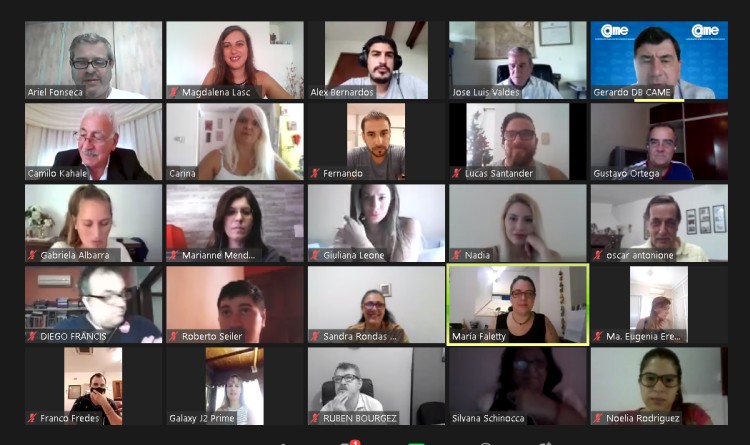 Came Came
Ariel Fonseca
Magdalena Lasc
Alex Bernardos
Jose Luis Valdes
Gerardo DB CAME
Camilo Kahale
Carina
Fernando
Lucas Santander
Gustavo Ortega
Gabriela Albarra
Marianne Mend...
Giuliana Leone
Nadia
oscar antonione
DIEGO FRANCIS
Roberto Seiler
Sandra Rondas ...
Maria Faletty
Ma. Eugenia Ere...
Franco Fredes
Galaxy J2 Prime
RUBEN BOURGEZ
Silvana Schinocca
Noelia Rodriguez